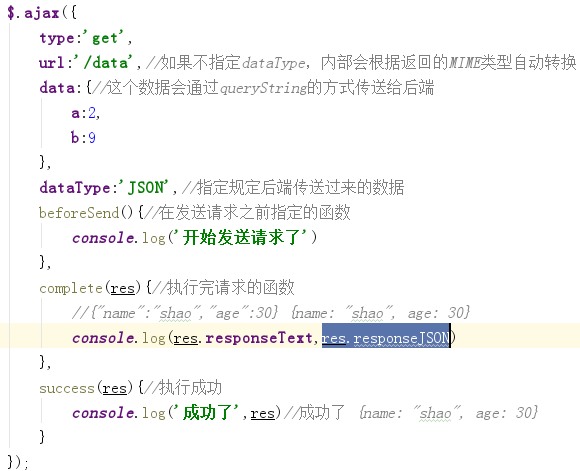 $.ajax({
type:'get',
url:'/data',//如果不指定dataType，内部会根据返回的MIME类型自动转换
data:{//这个数据会通过queryString的方式传送给后端
a:2,
b:9
},
dataType:'JSON',//指定规定后端传送过来的数据
beforeSend(){//在发送请求之前指定的函数
console.log('开始发送请求了')
},
complete(res){//执行完请求的函数
//{"name":"shao","age":30} {name: "shao", age: 30}
console.log(res.responseText,res.responseJSON)
},
success(res){//执行成功
console.log('成功了',res)//成功了 {name: "shao", age: 30}
}
});